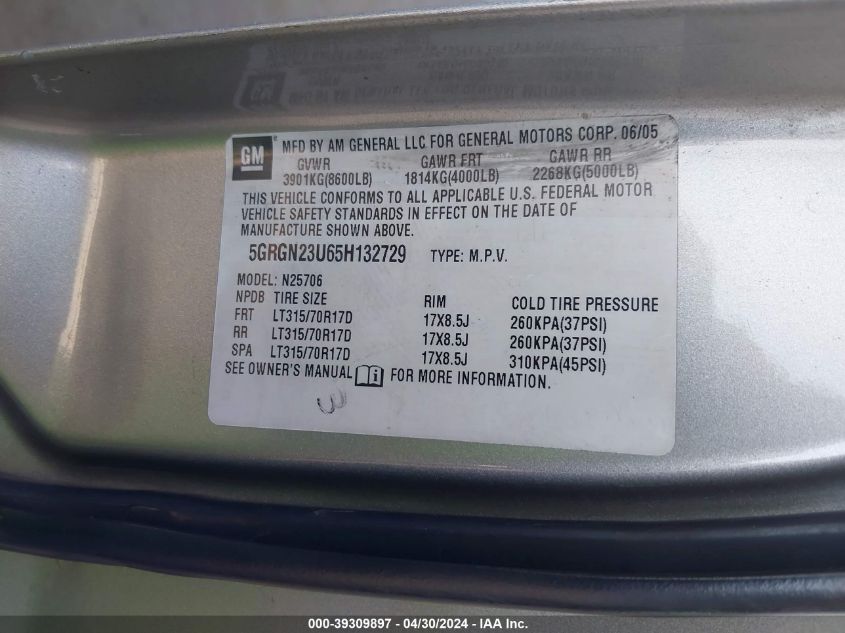 GM
MFD BY AM GENERAL LLC FOR GENERAL MOTORS CORP. 06/05
GVWR GAWR FRT GAWR RR
3901KG(8600LB) 1814KG(4000LB) 2268KG(5000LB)
THIS VEHICLE CONFORMS TO ALL APPLICABLE U.S. FEDERAL MOTOR
VEHICLE SAFETY STANDARDS IN EFFECT ON THE DATE OF
MANUFACTURE SHOWN ABOVE.
5GRGN23U65H132729 TYPE: M.P.V.
MODEL: N25706
NPDB TIRE SIZE RIM COLD TIRE PRESSURE
FRT LT315/70R17D 17X8.5J 260KPA(37PSI)
RR LT315/70R17D 17X8.5J 260KPA(37PSI)
SPA LT315/70R17D 17X8.5J 310KPA(45PSI)
SEE OWNER'S MANUAL FOR MORE INFORMATION.
3
000-39309897 - 04/30/2024 - IAA Inc.